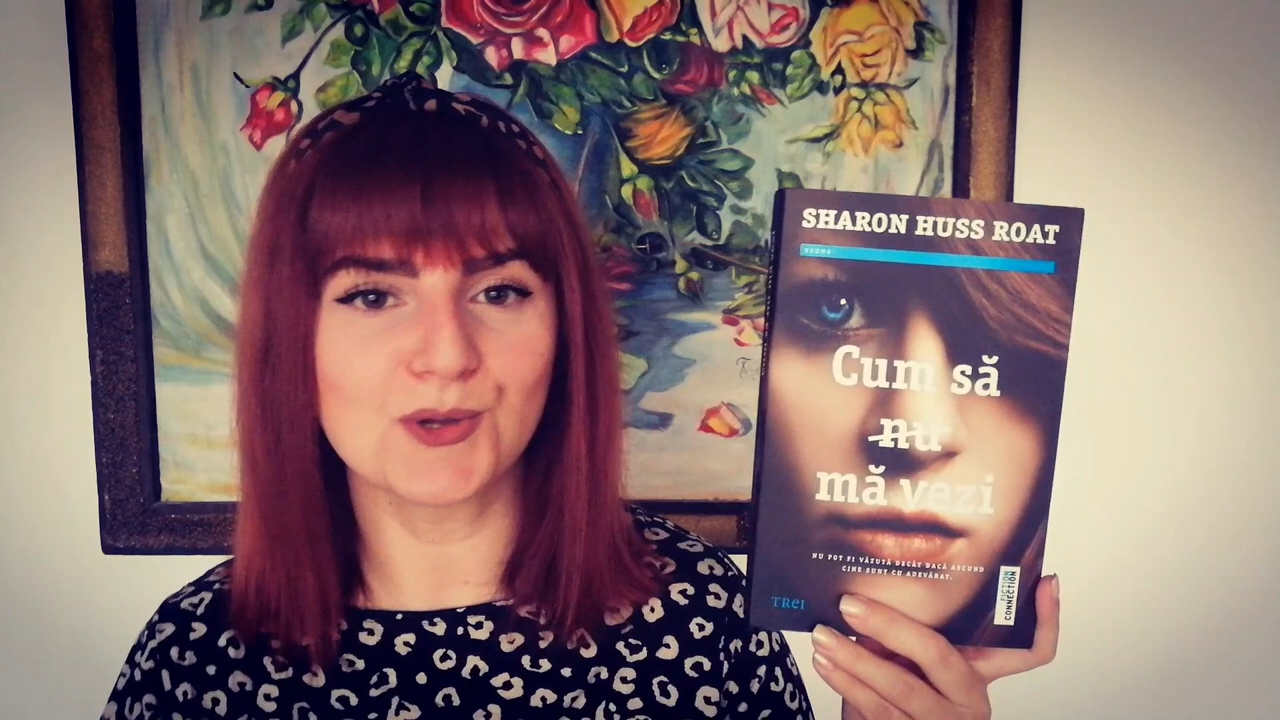 SHARON HUSS ROAT
YOUNG
Cum să
nu
mă vezi
NU POT FI VĂZUTĂ DECÂT DACĂ ASCUND
CINE SUNT CU ADEVĂRAT.
TREI
FICTION
CONNECTION